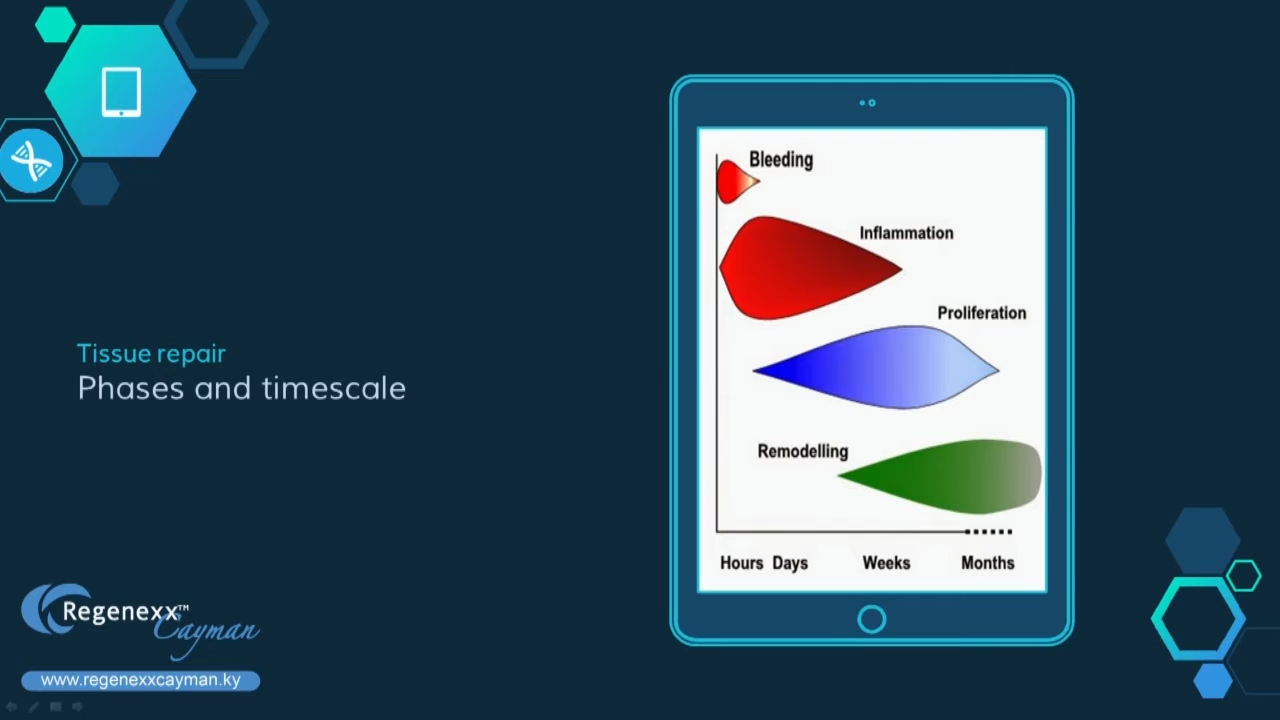 Tissue repair
Phases and timescale
Bleeding
Inflammation
Proliferation
Remodelling
Hours Days Weeks Months
Regenexx™
Cayman
www.regenexxcayman.ky